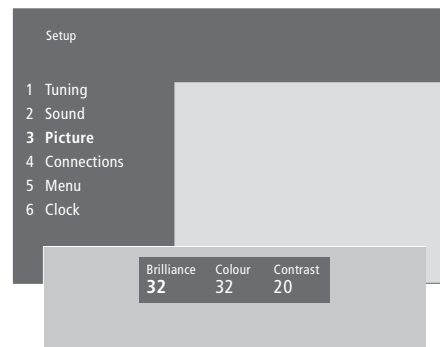 Setup
1 Tuning
2 Sound
3 Picture
4 Connections
5 Menu
6 Clock
Brilliance Colour Contrast
32 32 20